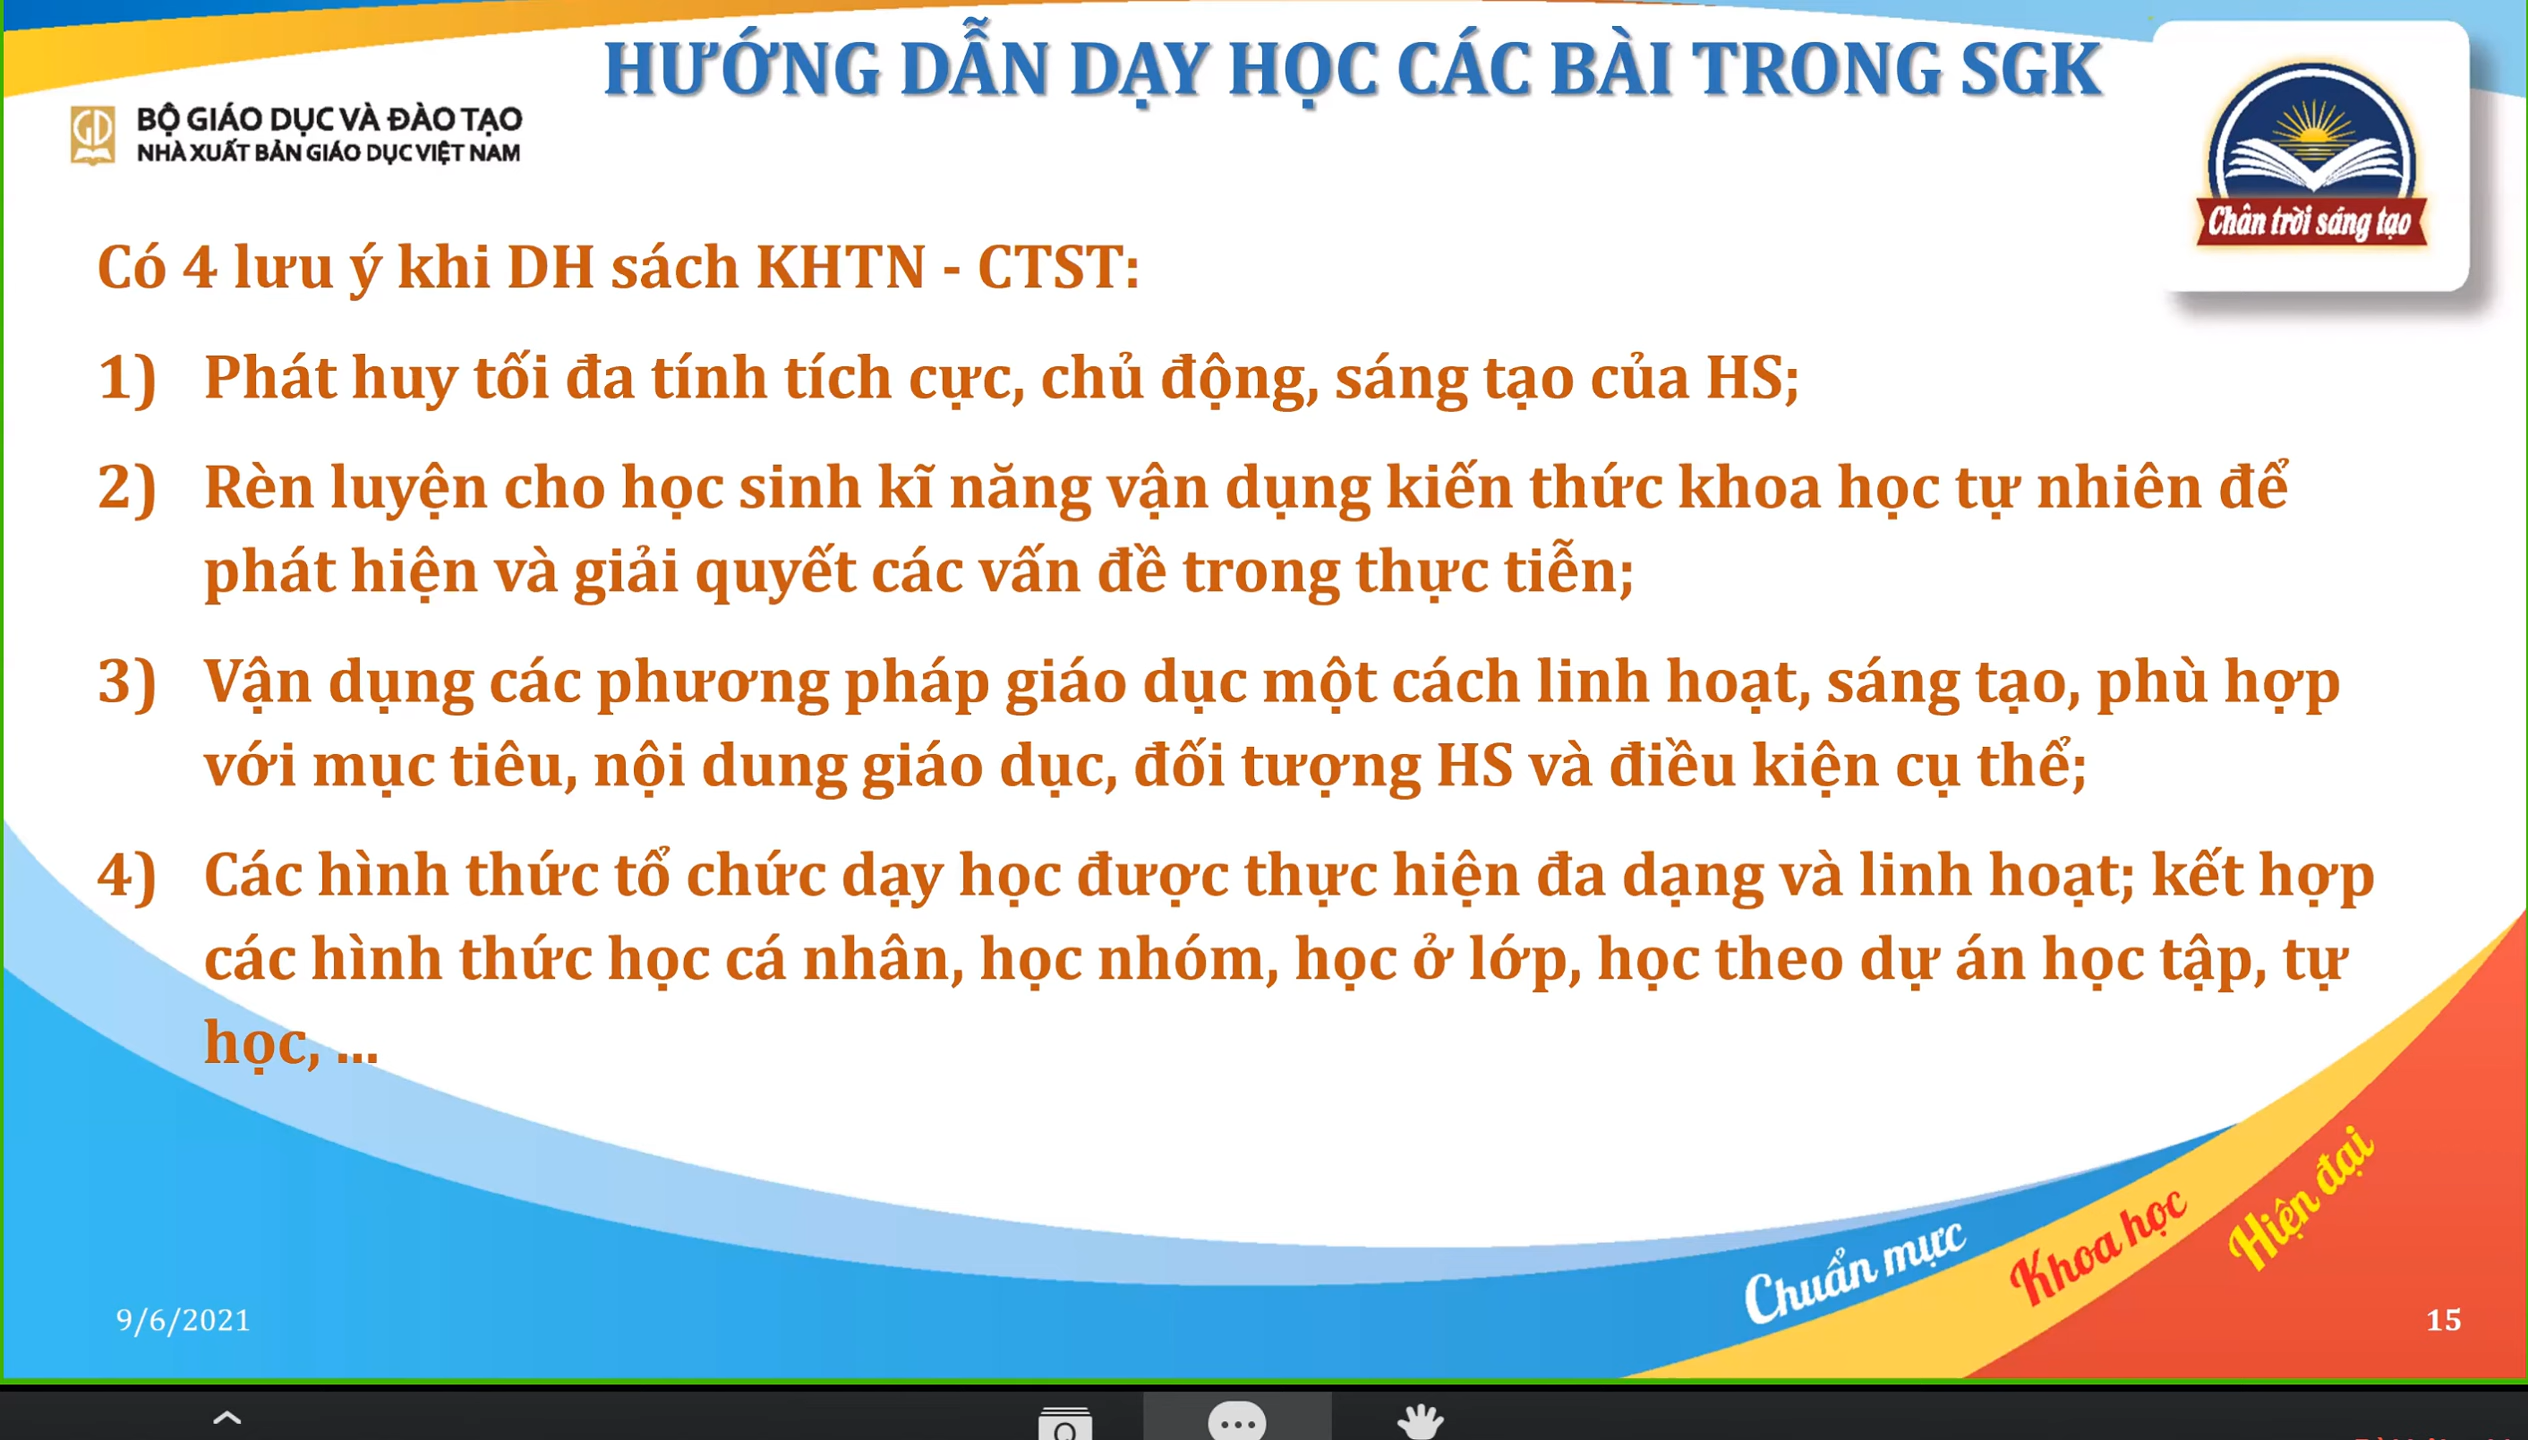 HƯỚNG DẪN DẠY HỌC CÁC BÀI TRONG SGK
BỘ GIÁO DỤC VÀ ĐÀO TẠO
NHÀ XUẤT BẢN GIÁO DỤC VIỆT NAM
Chân trời sáng tạo
Có 4 lưu ý khi DH sách KHTN - CTST:
1) Phát huy tối đa tính tích cực, chủ động, sáng tạo của HS;
2) Rèn luyện cho học sinh kĩ năng vận dụng kiến thức khoa học tự nhiên để
phát hiện và giải quyết các vấn đề trong thực tiễn;
3) Vận dụng các phương pháp giáo dục một cách linh hoạt, sáng tạo, phù hợp
với mục tiêu, nội dung giáo dục, đối tượng HS và điều kiện cụ thể;
4) Các hình thức tổ chức dạy học được thực hiện đa dạng và linh hoạt; kết hợp
các hình thức học cá nhân, học nhóm, học ở lớp, học theo dự án học tập, tự
học, ...
Chuẩn mực
Khoa học
Hiện đại
9/6/2021
15